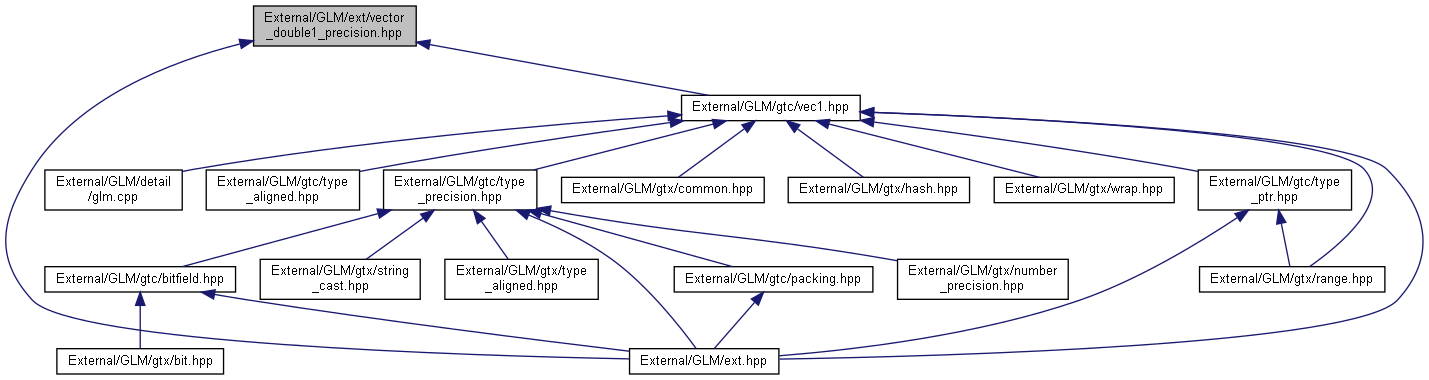 External/GLM/ext/vector
_double1_precision.hpp
External/GLM/gtc/vec1.hpp
External/GLM/detail
/glm.cpp
External/GLM/gtc/type
_aligned.hpp
External/GLM/gtc/type
_precision.hpp
External/GLM/gtx/common.hpp
External/GLM/gtx/hash.hpp
External/GLM/gtx/wrap.hpp
External/GLM/gtc/type
_ptr.hpp
External/GLM/gtc/bitfield.hpp
External/GLM/gtx/string
_cast.hpp
External/GLM/gtx/type
_aligned.hpp
External/GLM/gtc/packing.hpp
External/GLM/gtx/number
_precision.hpp
External/GLM/gtx/range.hpp
External/GLM/gtx/bit.hpp
External/GLM/ext.hpp